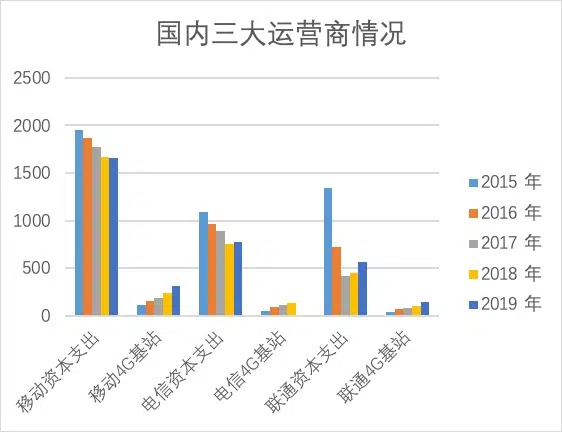 国内三大运营商情况
2500
2000
1500
1000
500
0
移动资本支出
移动4G基站
电信资本支出
电信4G基站
联通资本支出
联通4G基站
2015 年
2016 年
2017 年
2018 年
2019 年